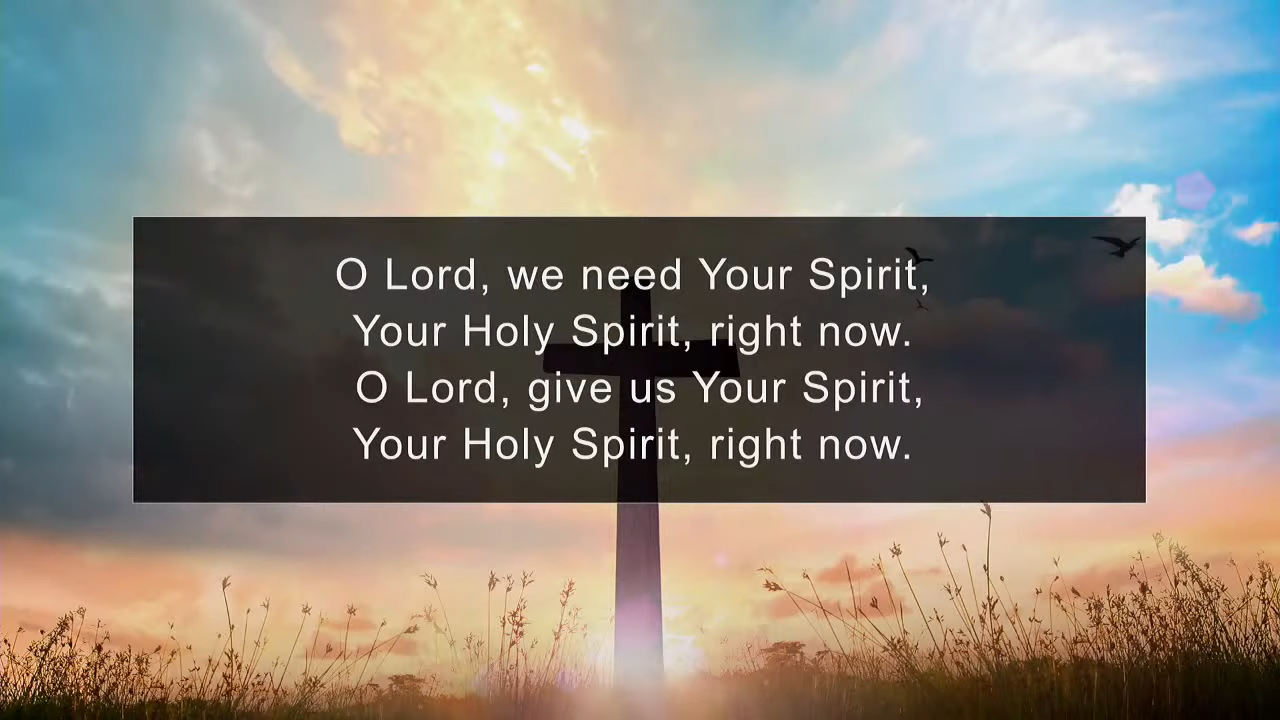 O Lord, we need Your Spirit,
Your Holy Spirit, right now.
O Lord, give us Your Spirit,
Your Holy Spirit, right now.